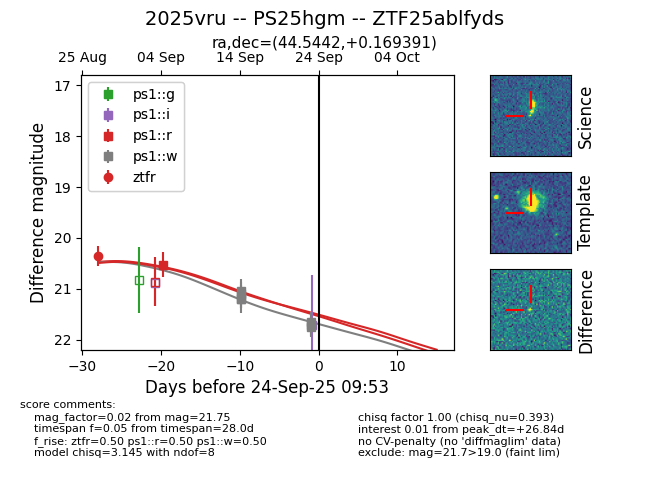 2025vru -- PS25hgm -- ZTF25ablfyds
ra,dec=(44.5442,+0.169391)
25 Aug
04 Sep
14 Sep
24 Sep
04 Oct
17
18
19
20
21
22
Difference magnitude
ps1::g
ps1::i
ps1::r
ps1::w
ztfr
−30
−20
−10
0
10
Days before 24-Sep-25 09:53
Science
Template
Difference
score comments:
mag_factor=0.02 from mag=21.75
timespan f=0.05 from timespan=28.0d
f_rise: ztfr=0.50 ps1::r=0.50 ps1::w=0.50
model chisq=3.145 with ndof=8
chisq factor 1.00 (chisq_nu=0.393)
interest 0.01 from peak_dt=+26.84d
no CV-penalty (no 'diffmaglim' data)
exclude: mag=21.7>19.0 (faint lim)